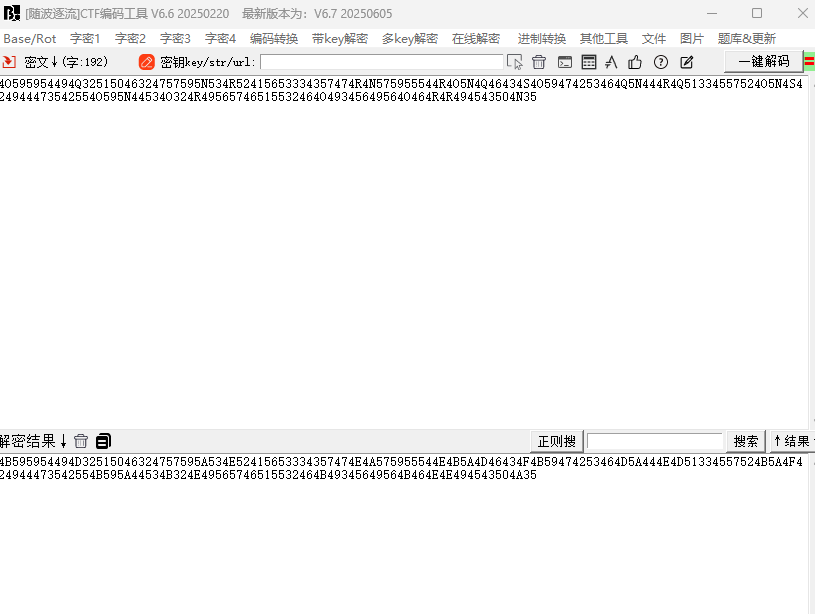 [随波逐流]CTF编码工具 V6.6 20250220 最新版本为: V6.7 20250605
Base/Rot 字密1 字密2 字密3 字密4 编码转换 带key解密 多key解密 在线解密 进制转换 其他工具 文件 图片 题库&更新
密文↓(字:192) 密钥key/str/url: 一键解码
4O595954494Q32515046324757595N534R52415653334357474R4N575955544R4O5N4Q46434S4O59474253464Q5N444R4Q51334557524O5N4S4
24944473542554O595N44534O324R49565746515532464O49345649564O464R4R494543504N35
解密结果↓ 正则搜 搜索 ↑结果
4B595954494D32515046324757595A534E52415653334357474E4A575955544E4B5A4D46434F4B59474253464D5A444E4D51334557524B5A4F4
24944473542554B595A44534B324E49565746515532464B49345649564B464E4E494543504A35